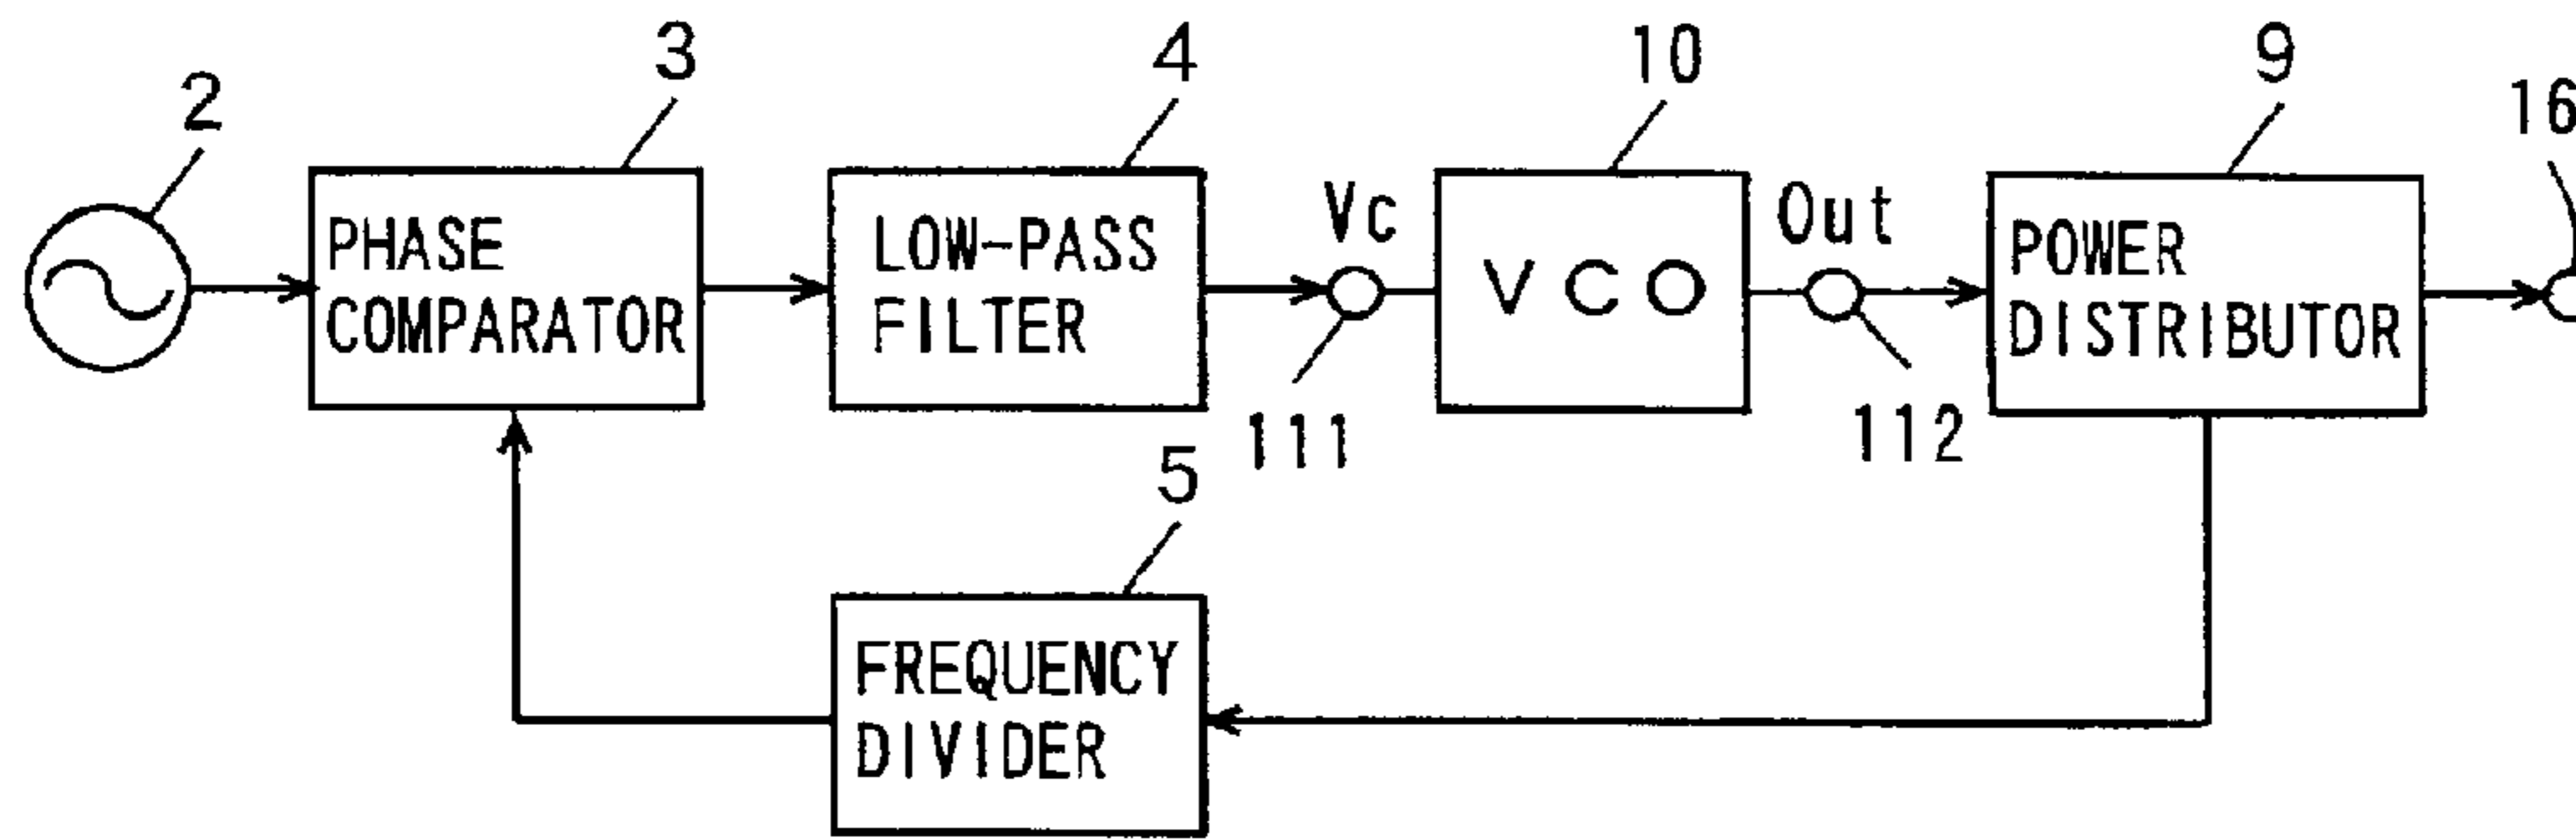 2
3
4
10
9
16
PHASE
COMPARATOR
LOW-PASS
FILTER
Vc
VCO
Out
POWER
DISTRIBUTOR
111
112
5
FREQUENCY
DIVIDER